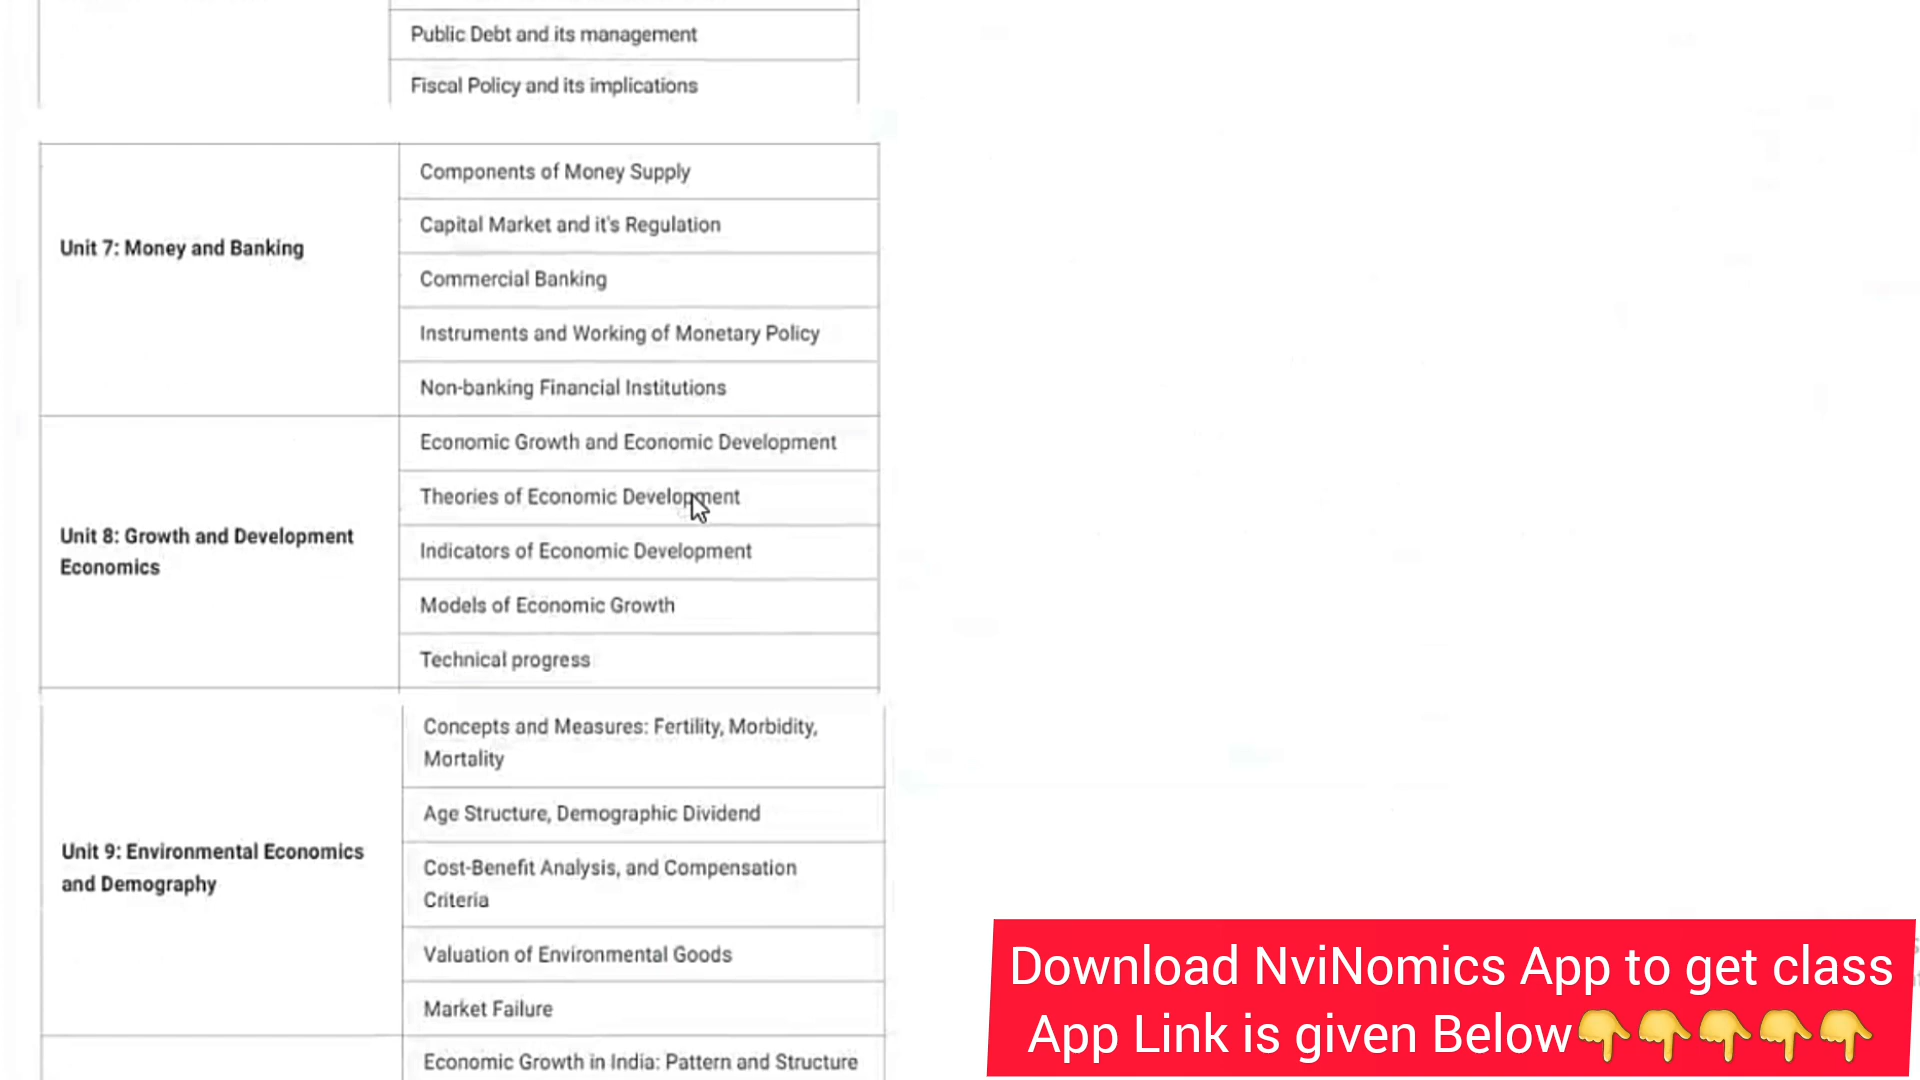 Public Debt and its management
Fiscal Policy and its implications
Unit 7: Money and Banking
Components of Money Supply
Capital Market and it's Regulation
Commercial Banking
Instruments and Working of Monetary Policy
Non-banking Financial Institutions
Unit 8: Growth and Development
Economics
Economic Growth and Economic Development
Theories of Economic Development
Indicators of Economic Development
Models of Economic Growth
Technical progress
Unit 9: Environmental Economics
and Demography
Concepts and Measures: Fertility, Morbidity,
Mortality
Age Structure, Demographic Dividend
Cost-Benefit Analysis, and Compensation
Criteria
Valuation of Environmental Goods
Market Failure
Economic Growth in India: Pattern and Structure
Download NviNomics App to get class
App Link is given Below👇👇👇👇👇